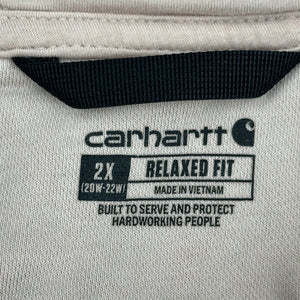 carhartt
2X
(20W-22W)
RELAXED FIT
MADE IN VIETNAM
BUILT TO SERVE AND PROTECT
HARDWORKING PEOPLE